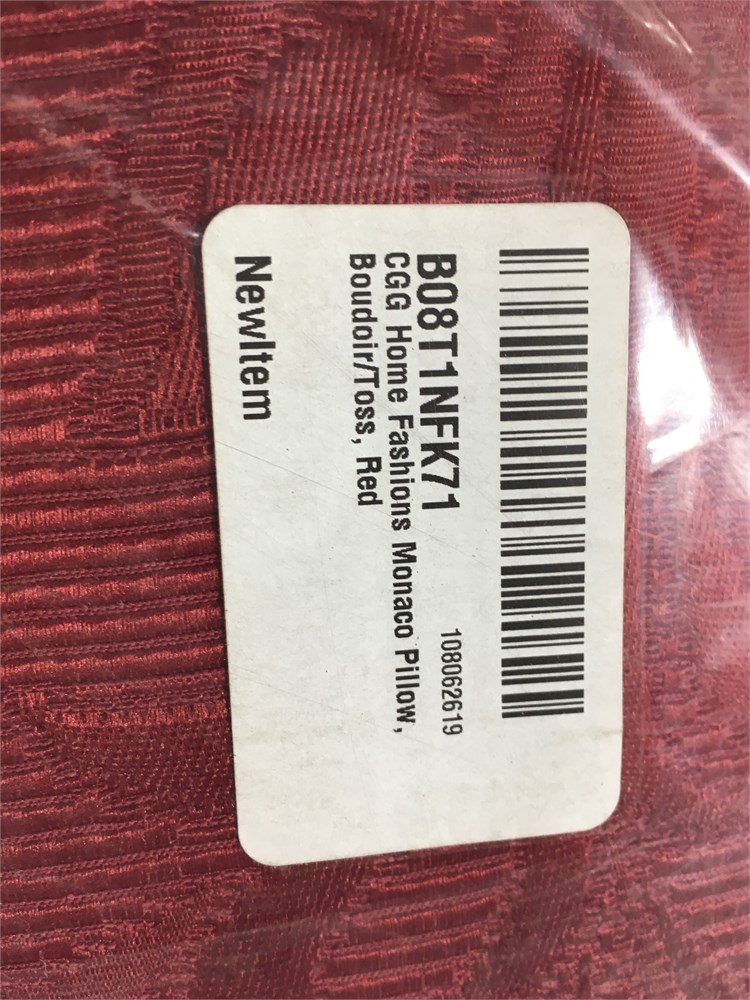 B08T1NFK71
108062619
CGG Home Fashions Monaco Pillow,
Boudoir/Toss, Red
NewItem